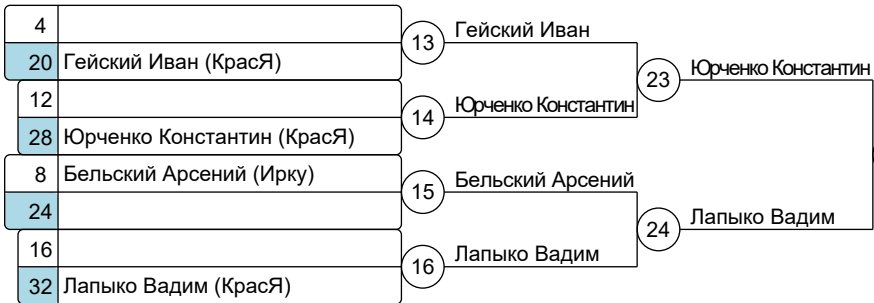 4
20 Гейский Иван (КрасЯ)
13 Гейский Иван
12
28 Юрченко Константин (КрасЯ)
14 Юрченко Константин
23 Юрченко Константин
8 Бельский Арсений (Ирку)
24
15 Бельский Арсений
16
32 Лапыко Вадим (КрасЯ)
16 Лапыко Вадим
24 Лапыко Вадим